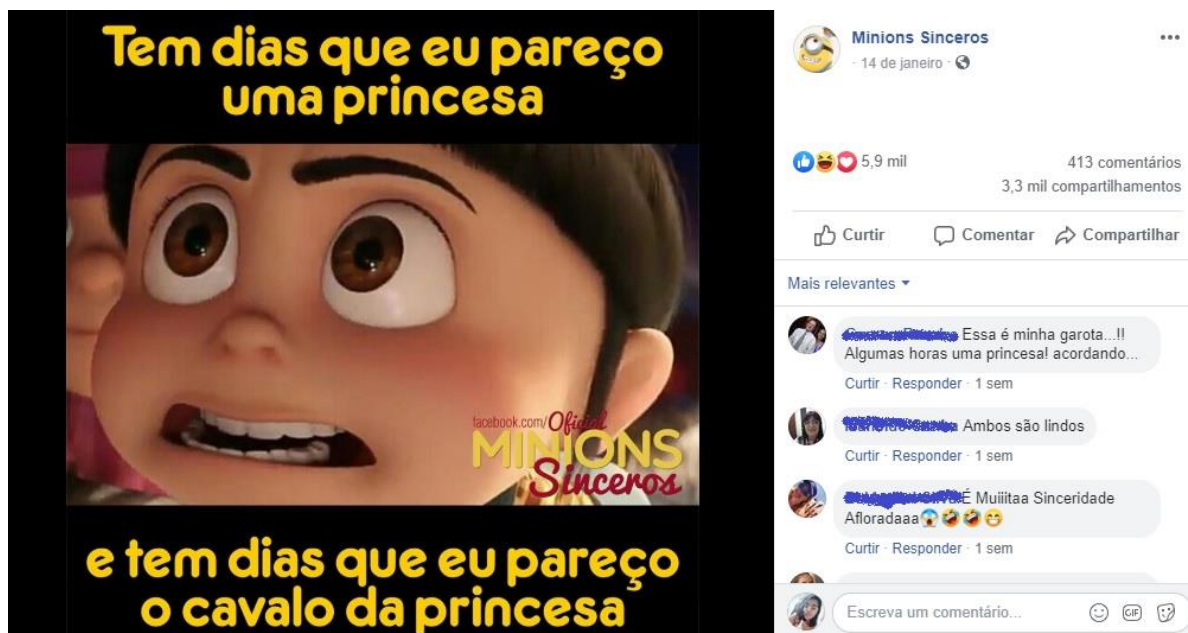 Tem dias que eu pareço
uma princesa
facebook.com/Oficial
MINIONS
Sinceros
e tem dias que eu pareço
o cavalo da princesa
Minions Sinceros
· 14 de janeiro ·
5,9 mil
413 comentários
3,3 mil compartilhamentos
Curtir Comentar Compartilhar
Mais relevantes
Essa é minha garota...!!
Algumas horas uma princesa! acordando...
Curtir · Responder · 1 sem
Ambos são lindos
Curtir · Responder · 1 sem
É Muiiitaa Sinceridade
Afloradaaa😱🤣🤣😁
Curtir · Responder · 1 sem
Escreva um comentário...
GIF